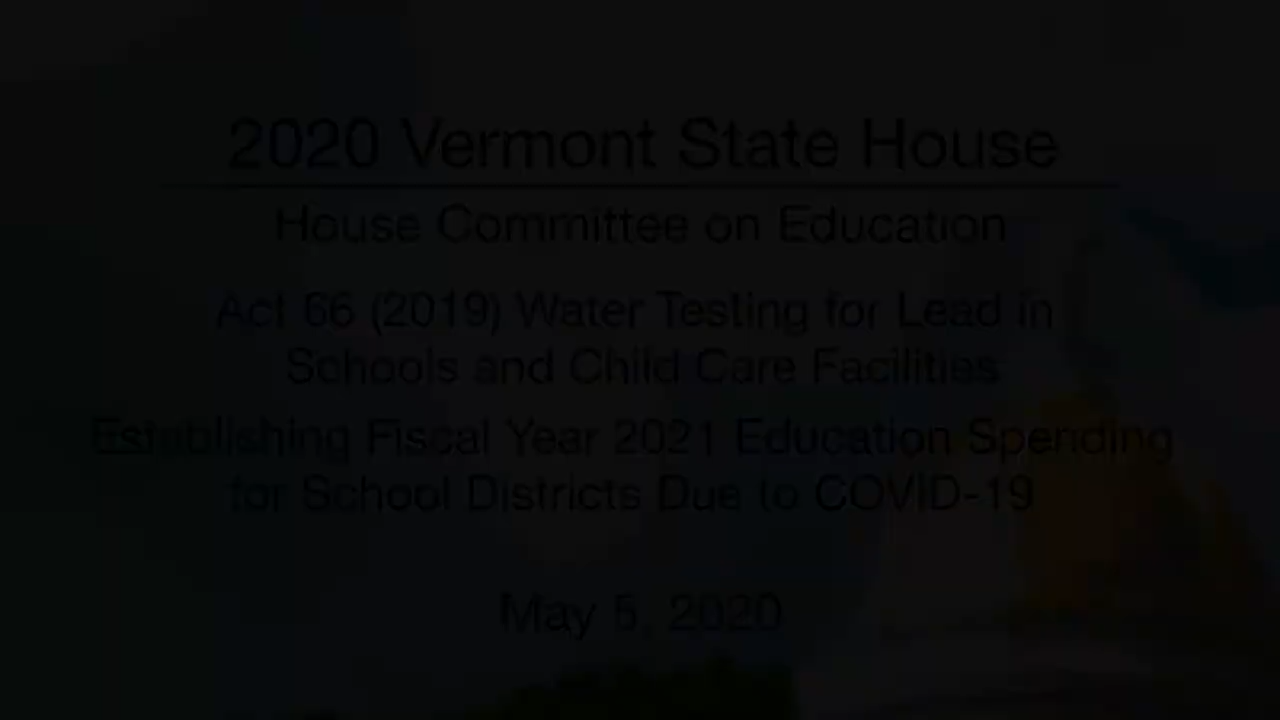 2020 Vermont State House
House Committee on Education
Act 66 (2019) Water Testing for Lead in
Schools and Child Care Facilities
Establishing Fiscal Year 2021 Education Spending
for School Districts Due to COVID-19
May 5, 2020